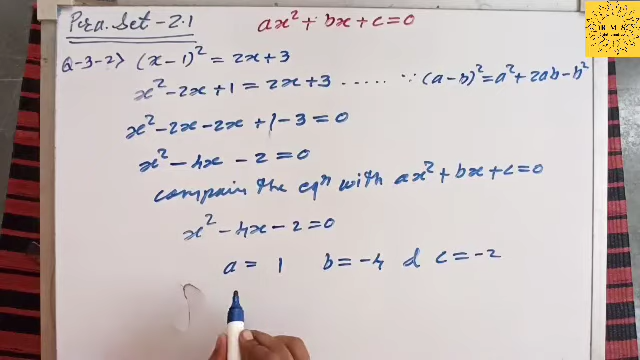 Pra. Set - 2.1
ax² + bx + c = 0
Q-3-2> (x-1)² = 2x+3
x² - 2x + 1 = 2x + 3 ...... ∵ (a-b)² = a² + 2ab - b²
x² - 2x - 2x + 1 - 3 = 0
x² - 4x - 2 = 0
compain the eqⁿ with ax² + bx + c = 0
x² - 4x - 2 = 0
a = 1 b = -4 d c = -2